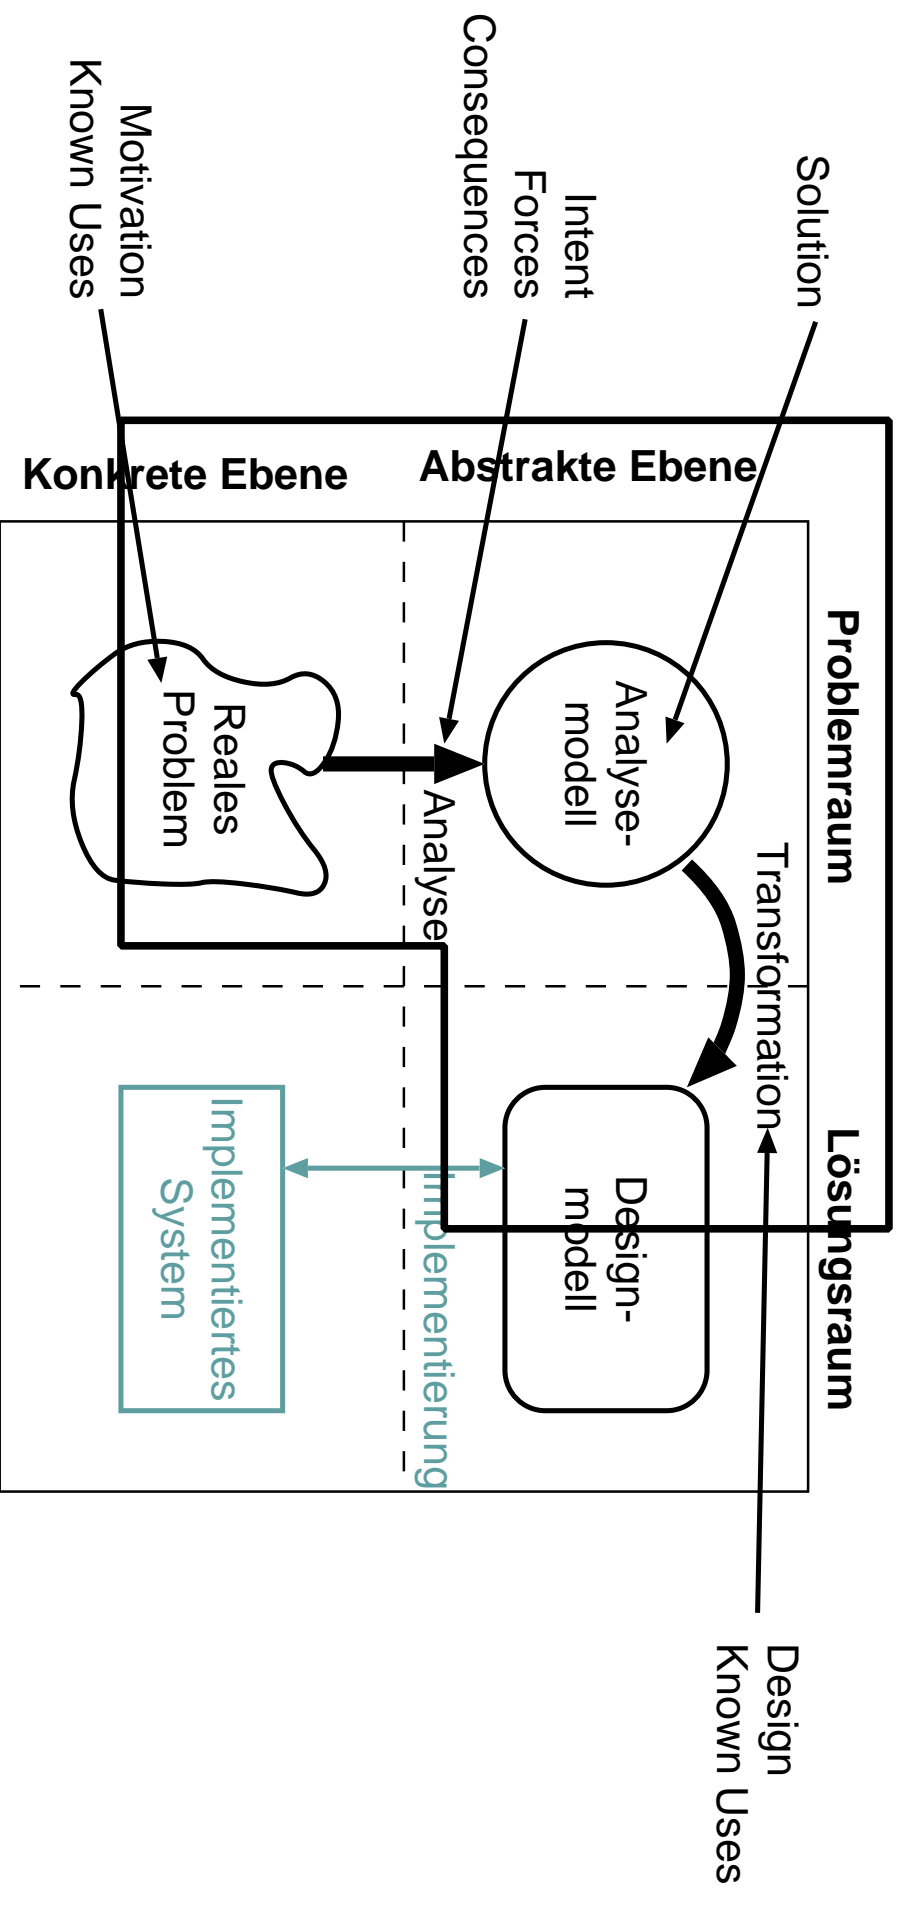 Problemraum
Lösungsraum
Abstrakte Ebene
Konkrete Ebene
Solution
Intent
Forces
Consequences
Motivation
Known Uses
Transformation
Analyse-
modell
Design-
modell
Analyse
Implementierung
Reales
Problem
Implementiertes
System
Design
Known Uses